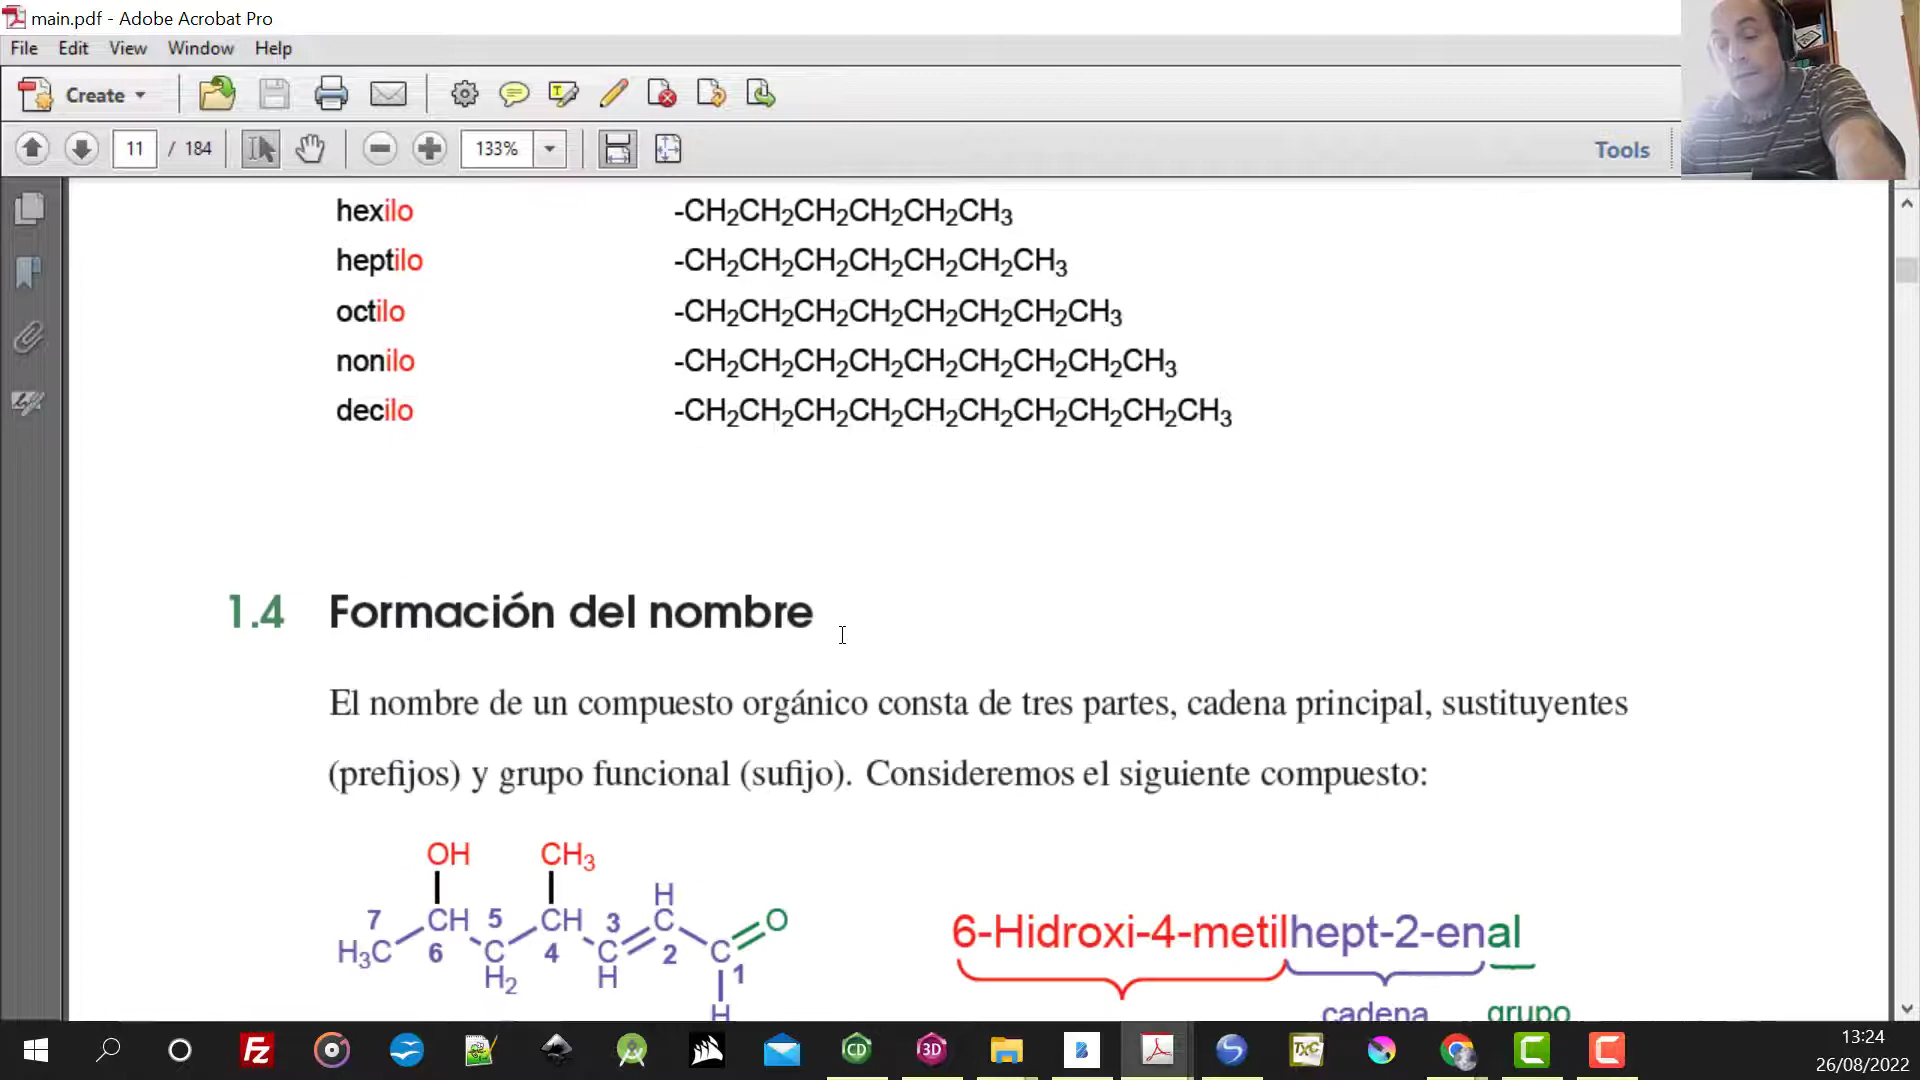 main.pdf - Adobe Acrobat Pro
File Edit View Window Help
Create
11 / 184 133% Tools
hexilo -CH₂CH₂CH₂CH₂CH₂CH₃
heptilo -CH₂CH₂CH₂CH₂CH₂CH₂CH₃
octilo -CH₂CH₂CH₂CH₂CH₂CH₂CH₂CH₃
nonilo -CH₂CH₂CH₂CH₂CH₂CH₂CH₂CH₂CH₃
decilo -CH₂CH₂CH₂CH₂CH₂CH₂CH₂CH₂CH₂CH₃
1.4 Formación del nombre
El nombre de un compuesto orgánico consta de tres partes, cadena principal, sustituyentes
(prefijos) y grupo funcional (sufijo). Consideremos el siguiente compuesto:
OH CH₃
H
7 CH 5 CH 3 C O
H₃C 6 C 4 C 2 C
H₂ H 1
H
6-Hidroxi-4-metilhept-2-enal
cadena grupo
Fz CD 3D B TXC
13:24
26/08/2022